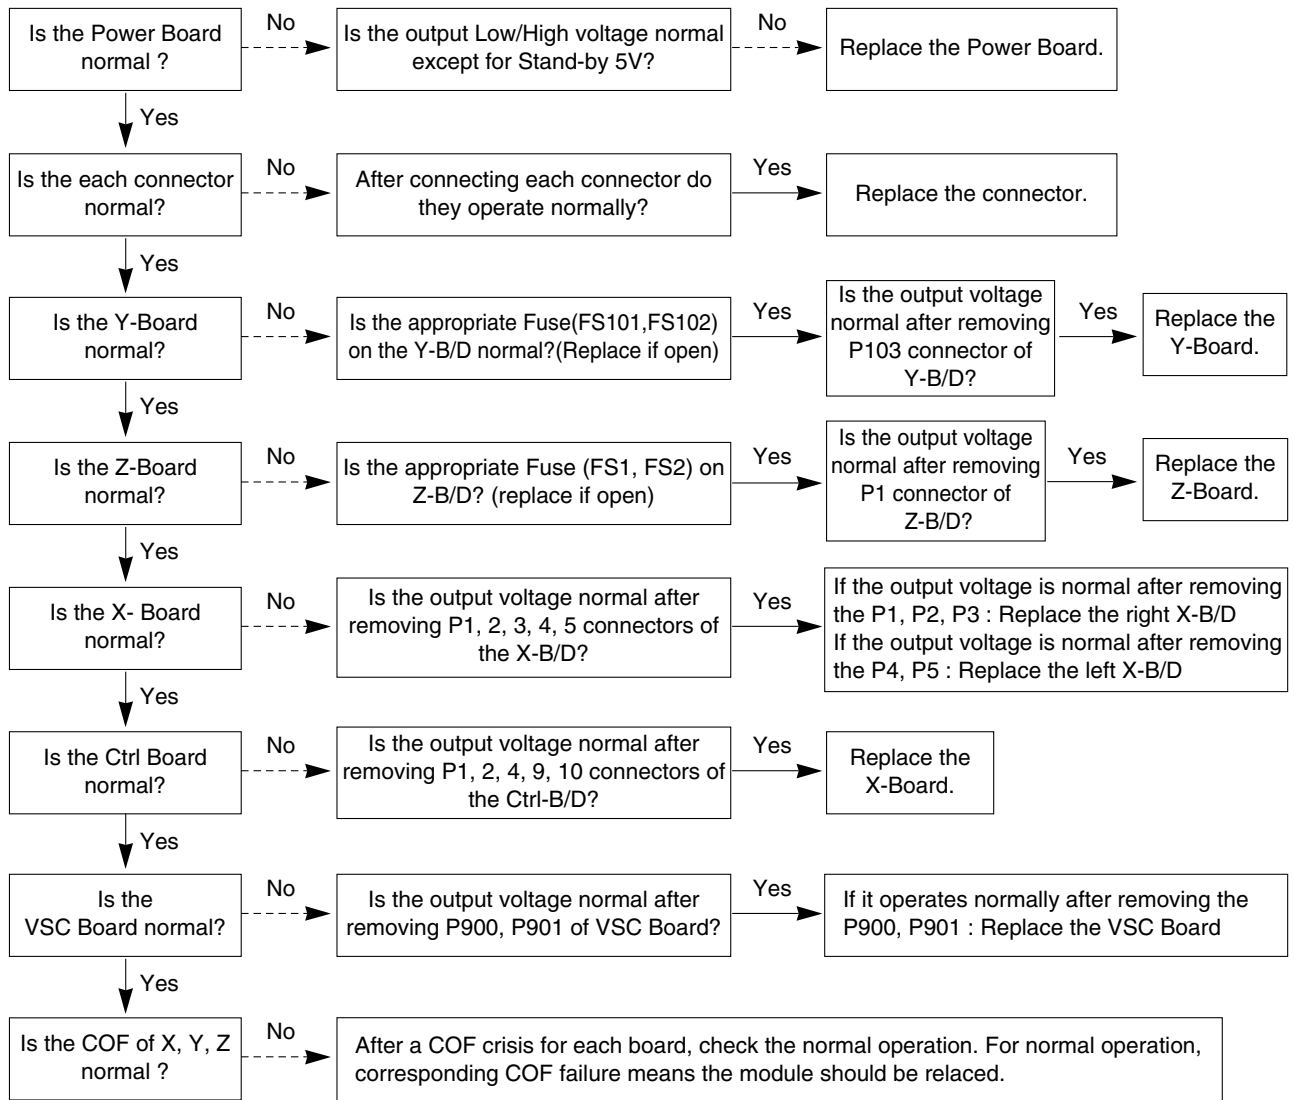 Is the Power Board
normal ?
No
Is the output Low/High voltage normal
except for Stand-by 5V?
No
Replace the Power Board.
Yes
Is the each connector
normal?
No
After connecting each connector do
they operate normally?
Yes
Replace the connector.
Yes
Is the Y-Board
normal?
No
Is the appropriate Fuse(FS101,FS102)
on the Y-B/D normal?(Replace if open)
Yes
Is the output voltage
normal after removing
P103 connector of
Y-B/D?
Yes
Replace the
Y-Board.
Yes
Is the Z-Board
normal?
No
Is the appropriate Fuse (FS1, FS2) on
Z-B/D? (replace if open)
Yes
Is the output voltage
normal after removing
P1 connector of
Z-B/D?
Yes
Replace the
Z-Board.
Yes
Is the X- Board
normal?
No
Is the output voltage normal after
removing P1, 2, 3, 4, 5 connectors of
the X-B/D?
Yes
If the output voltage is normal after removing
the P1, P2, P3 : Replace the right X-B/D
If the output voltage is normal after removing
the P4, P5 : Replace the left X-B/D
Yes
Is the Ctrl Board
normal?
No
Is the output voltage normal after
removing P1, 2, 4, 9, 10 connectors of
the Ctrl-B/D?
Yes
Replace the
X-Board.
Yes
Is the
VSC Board normal?
No
Is the output voltage normal after
removing P900, P901 of VSC Board?
Yes
If it operates normally after removing the
P900, P901 : Replace the VSC Board
Yes
Is the COF of X, Y, Z
normal ?
No
After a COF crisis for each board, check the normal operation. For normal operation,
corresponding COF failure means the module should be relaced.